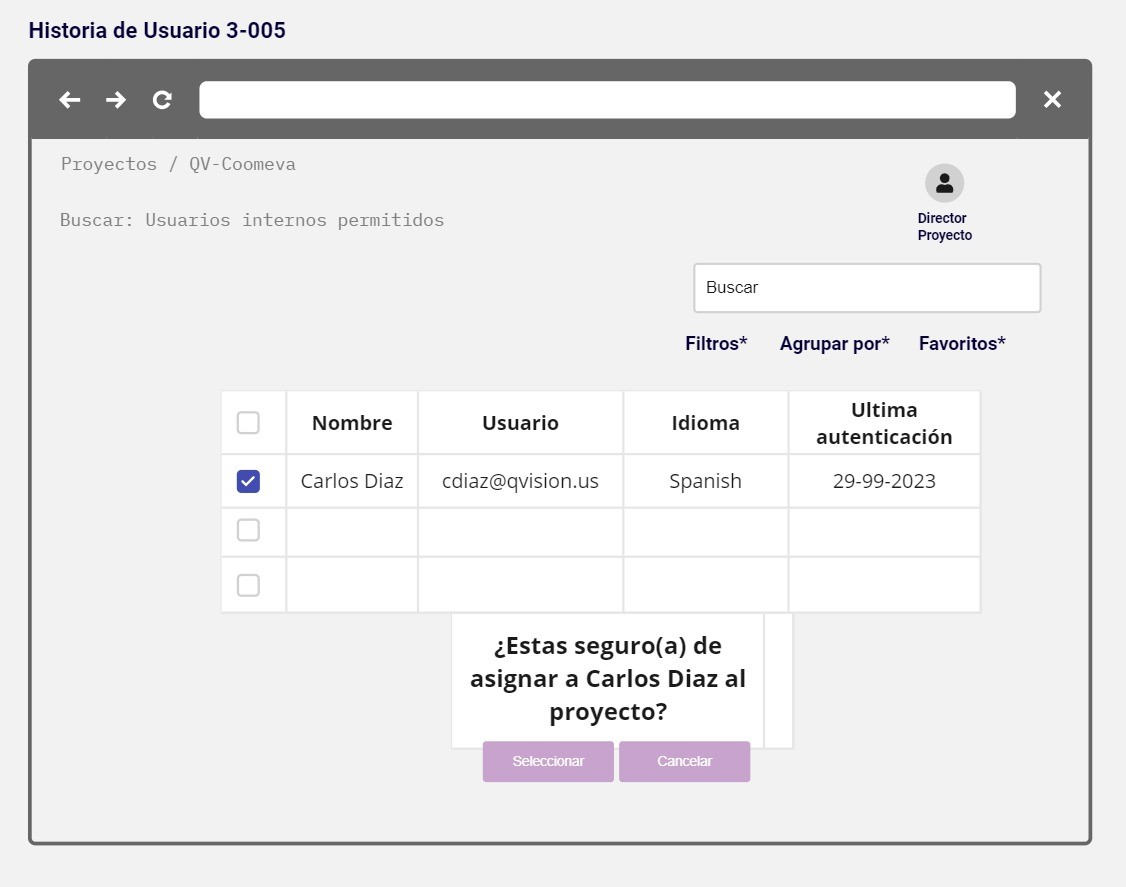 Historia de Usuario 3-005
Proyectos / QV-Coomeva
Buscar: Usuarios internos permitidos
Director
Proyecto
Buscar
Filtros* Agrupar por* Favoritos*
Nombre Usuario Idioma Ultima autenticación
Carlos Diaz cdiaz@qvision.us Spanish 29-99-2023
¿Estas seguro(a) de
asignar a Carlos Diaz al
proyecto?
Seleccionar Cancelar